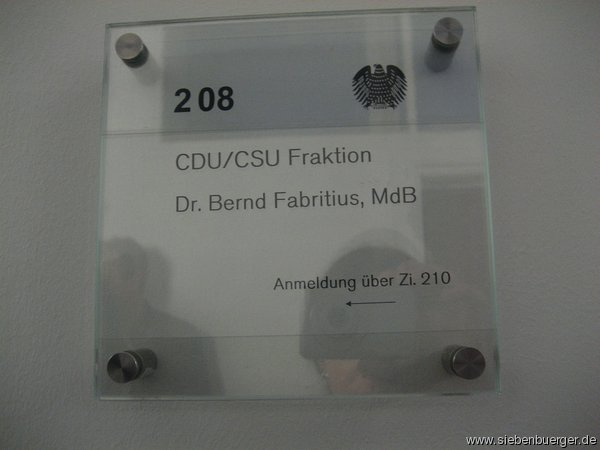 208
CDU/CSU Fraktion
Dr. Bernd Fabritius, MdB
Anmeldung über Zi. 210
www.siebenbuerger.de